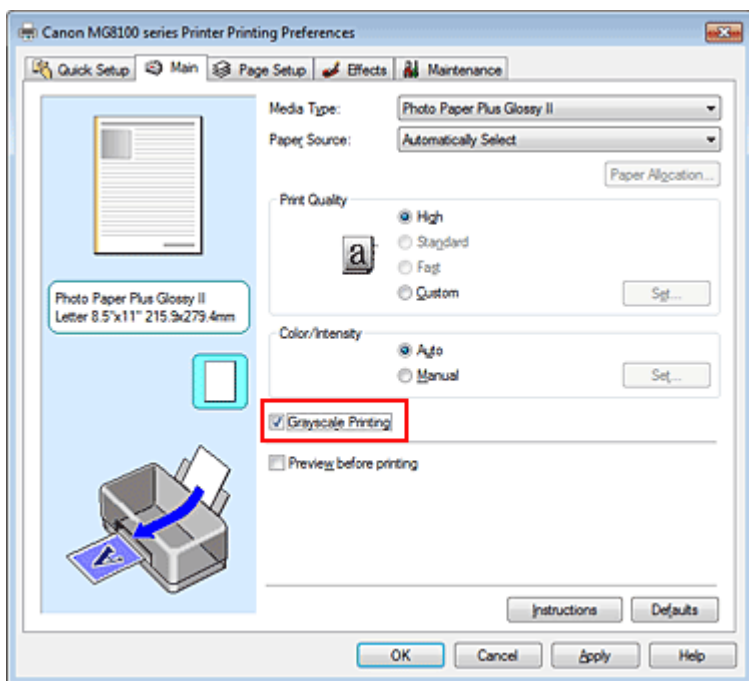 Canon MG8100 series Printer Printing Preferences
Quick Setup Main Page Setup Effects Maintenance
Media Type: Photo Paper Plus Glossy II
Paper Source: Automatically Select
Paper Allocation...
Print Quality
High
a
Standard
Fast
Custom Set...
Photo Paper Plus Glossy II
Letter 8.5"x11" 215.9x279.4mm
Color/Intensity
Auto
Manual Set...
Grayscale Printing
Preview before printing
A
Instructions Defaults
OK Cancel Apply Help